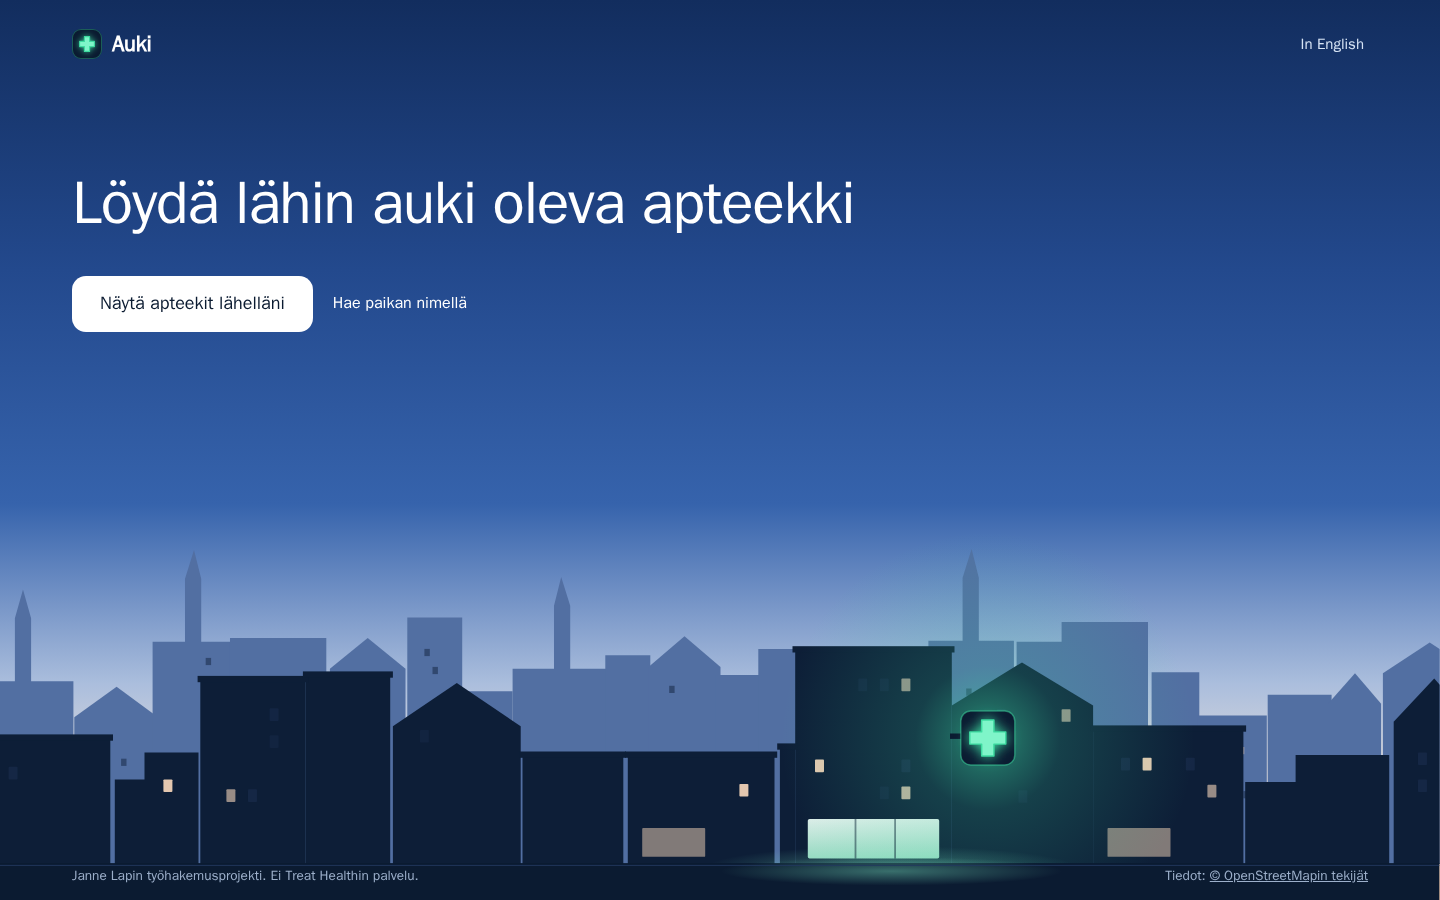 Auki
In English
Löydä lähin auki oleva apteekki
Näytä apteekit lähelläni
Hae paikan nimellä
Janne Lapin työhakemusprojekti. Ei Treat Healthin palvelu.
Tiedot: © OpenStreetMapin tekijät